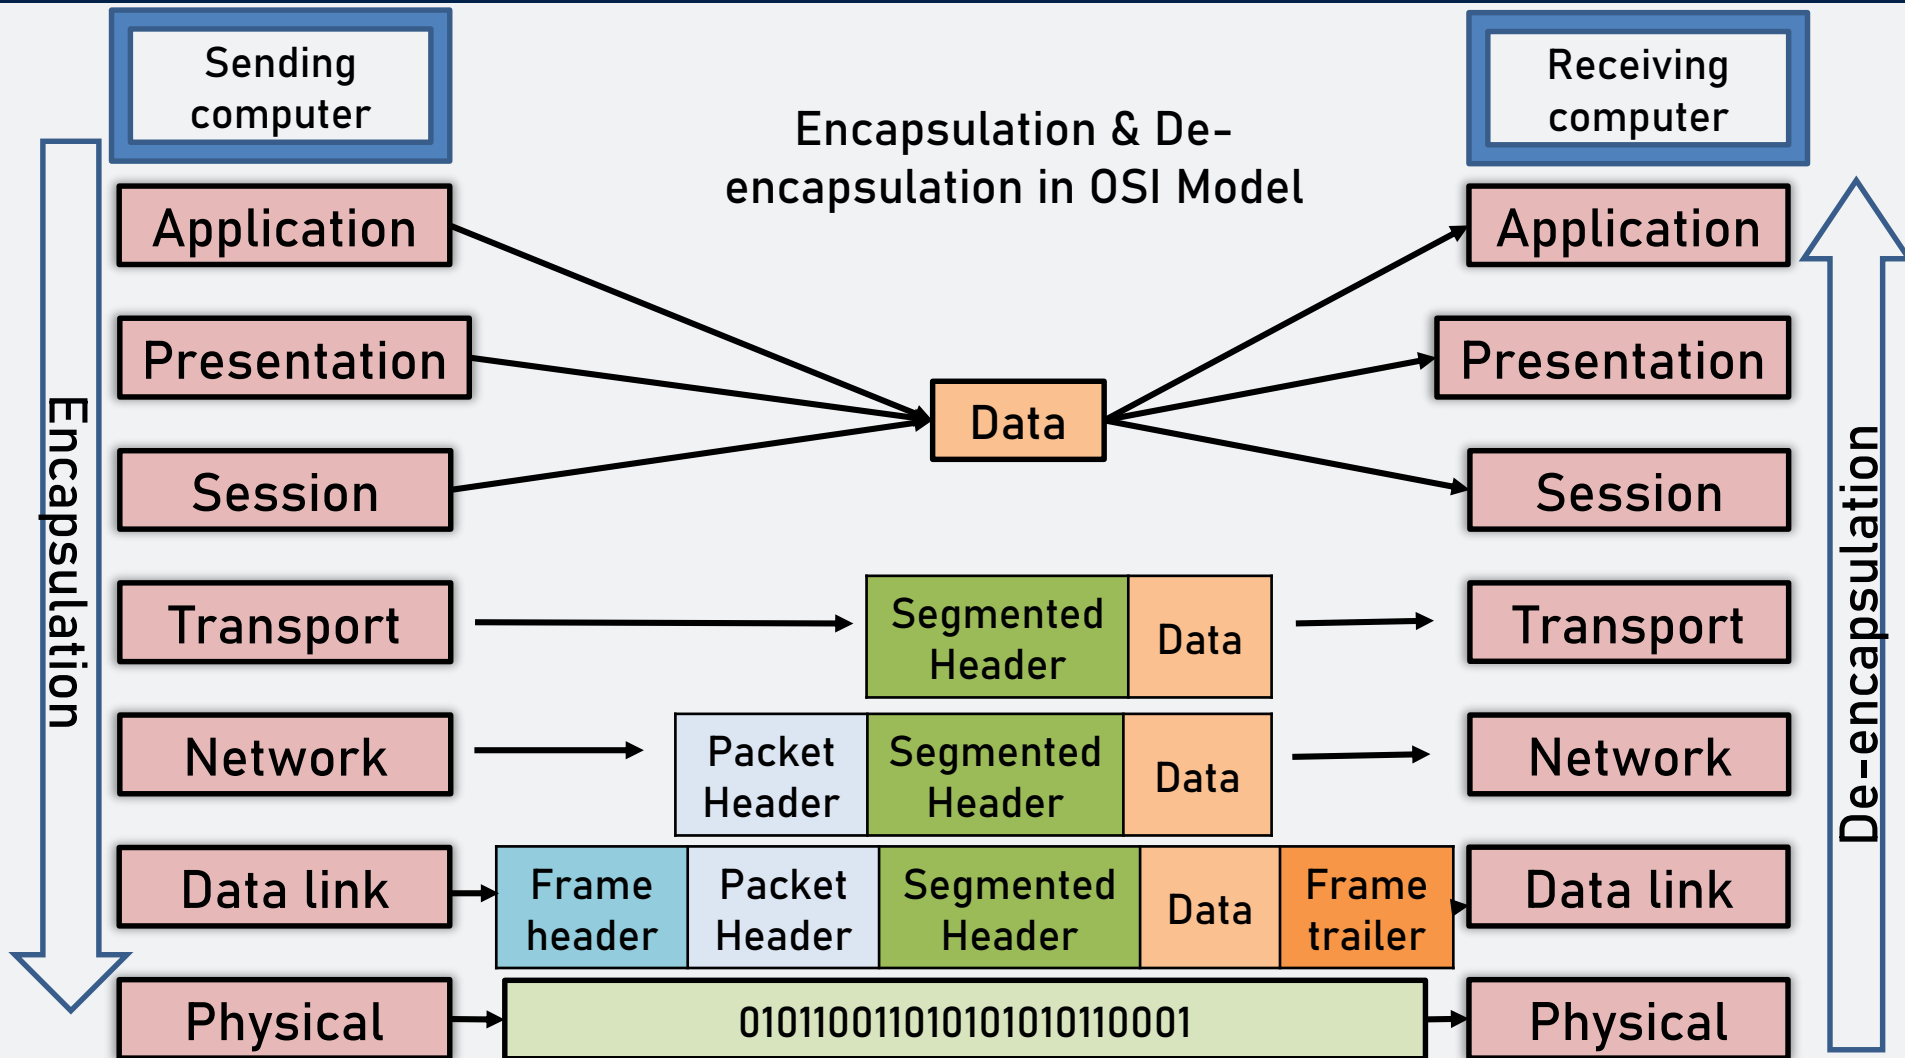 Sending
computer
Encapsulation & De-
encapsulation in OSI Model
Receiving
computer
Encapsulation
De-encapsulation
Application
Application
Presentation
Presentation
Data
Session
Session
Transport
Segmented
Header
Data
Transport
Network
Packet
Header
Segmented
Header
Data
Network
Data link
Frame
header
Packet
Header
Segmented
Header
Data
Frame
trailer
Data link
Physical
010110011010101010110001
Physical